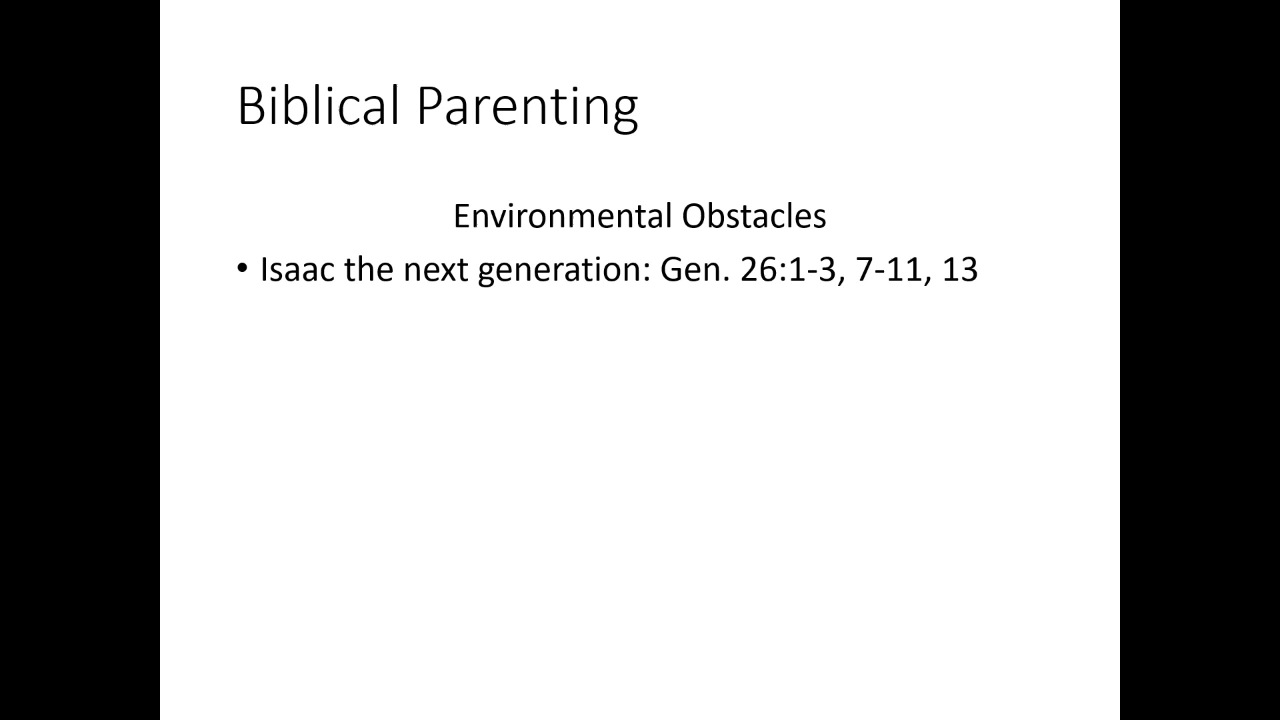 Biblical Parenting
Environmental Obstacles
• Isaac the next generation: Gen. 26:1-3, 7-11, 13